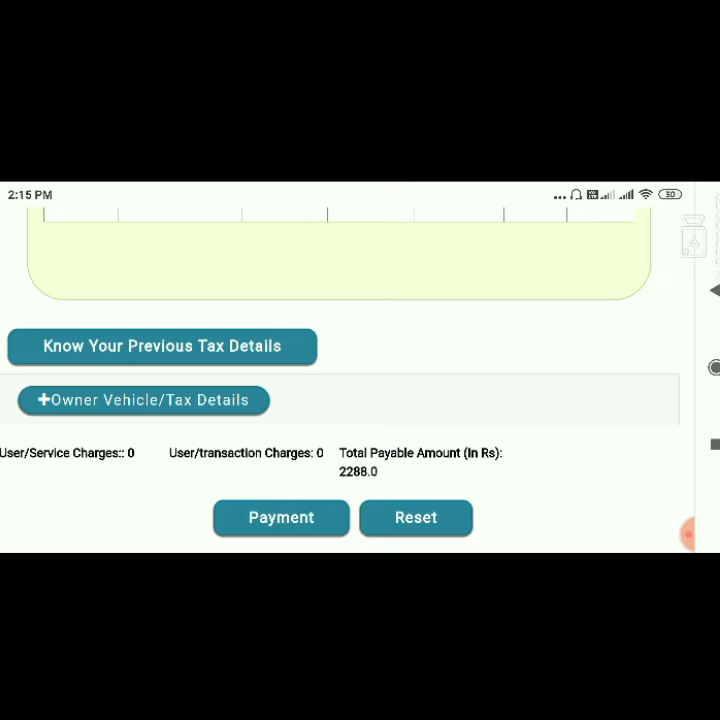 2:15 PM
30
Know Your Previous Tax Details
+Owner Vehicle/Tax Details
User/Service Charges:: 0 User/transaction Charges: 0 Total Payable Amount (In Rs):
2288.0
Payment Reset